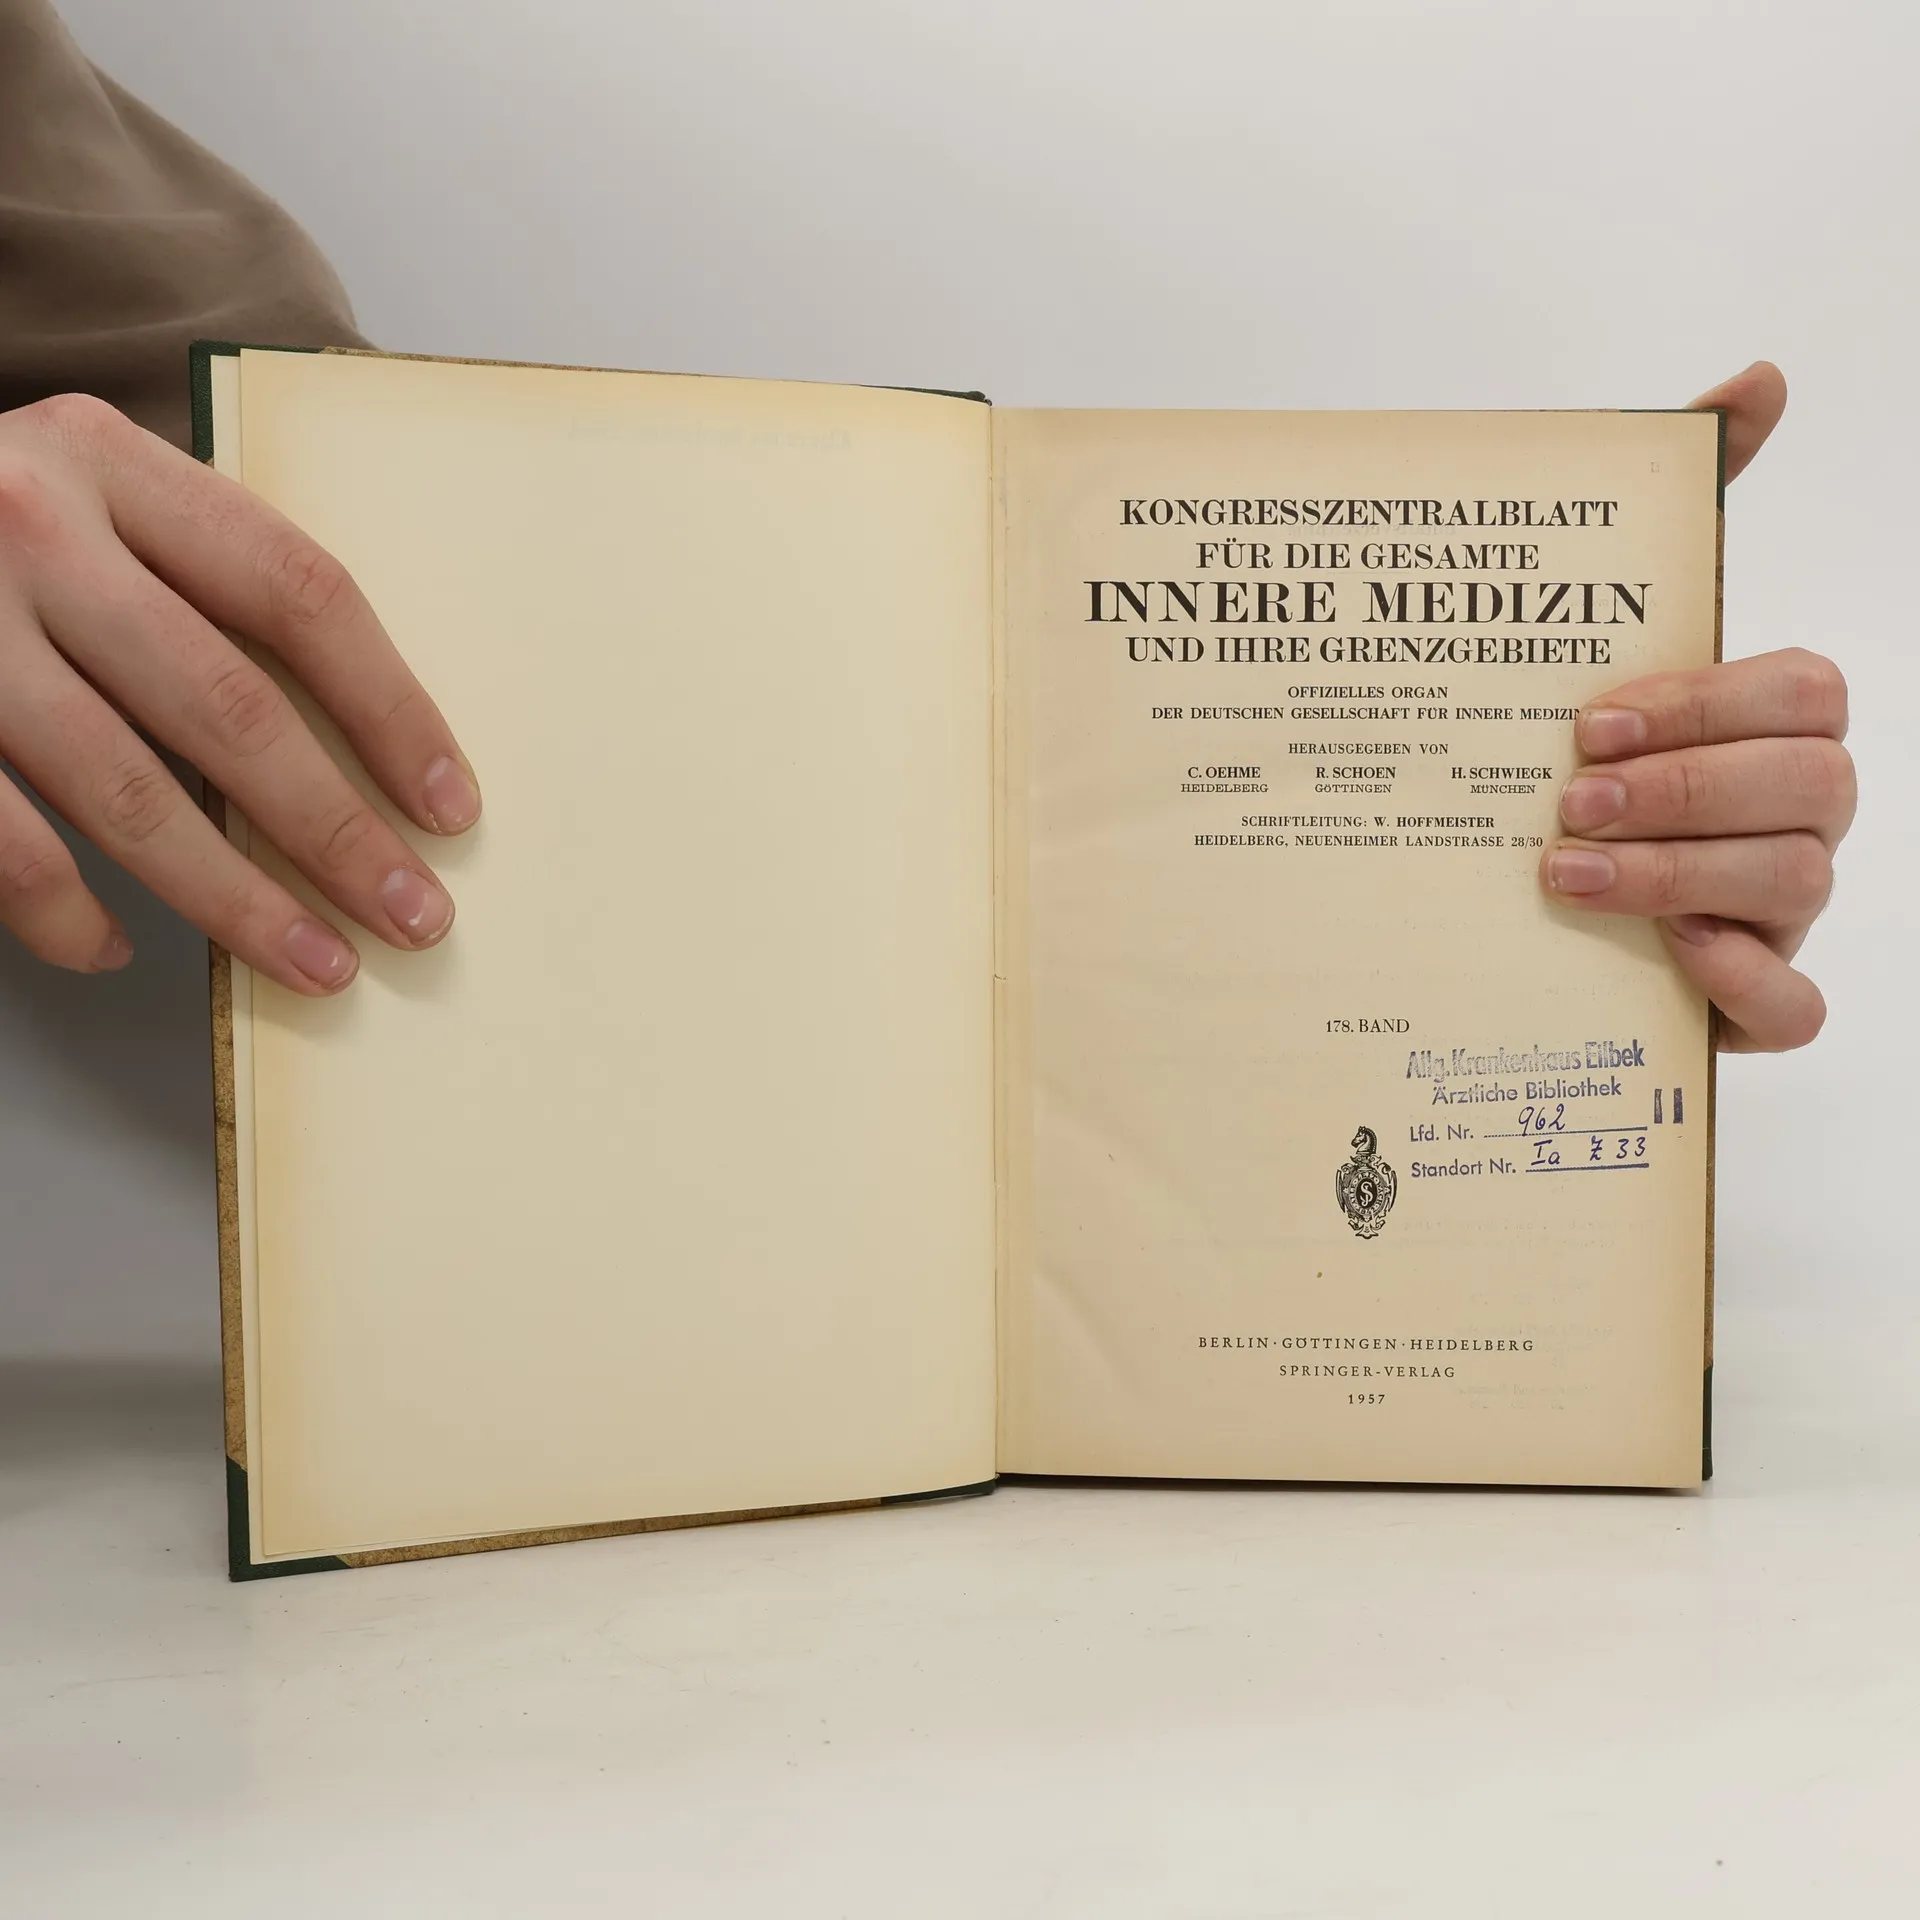 KONGRESSZENTRALBLATT
FÜR DIE GESAMTE
INNERE MEDIZIN
UND IHRE GRENZGEBIETE
OFFIZIELLES ORGAN
DER DEUTSCHEN GESELLSCHAFT FÜR INNERE MEDIZIN
HERAUSGEGEBEN VON
C. OEHME R. SCHOEN H. SCHWIEGK
HEIDELBERG GÖTTINGEN MÜNCHEN
SCHRIFTLEITUNG: W. HOFFMEISTER
HEIDELBERG, NEUENHEIMER LANDSTRASSE 28/30
178. BAND
Allg. Krankenhaus Eilbek
Ärztliche Bibliothek
Lfd. Nr. 962
Standort Nr. Ia Z 33
II
BERLIN · GÖTTINGEN · HEIDELBERG
SPRINGER-VERLAG
1957